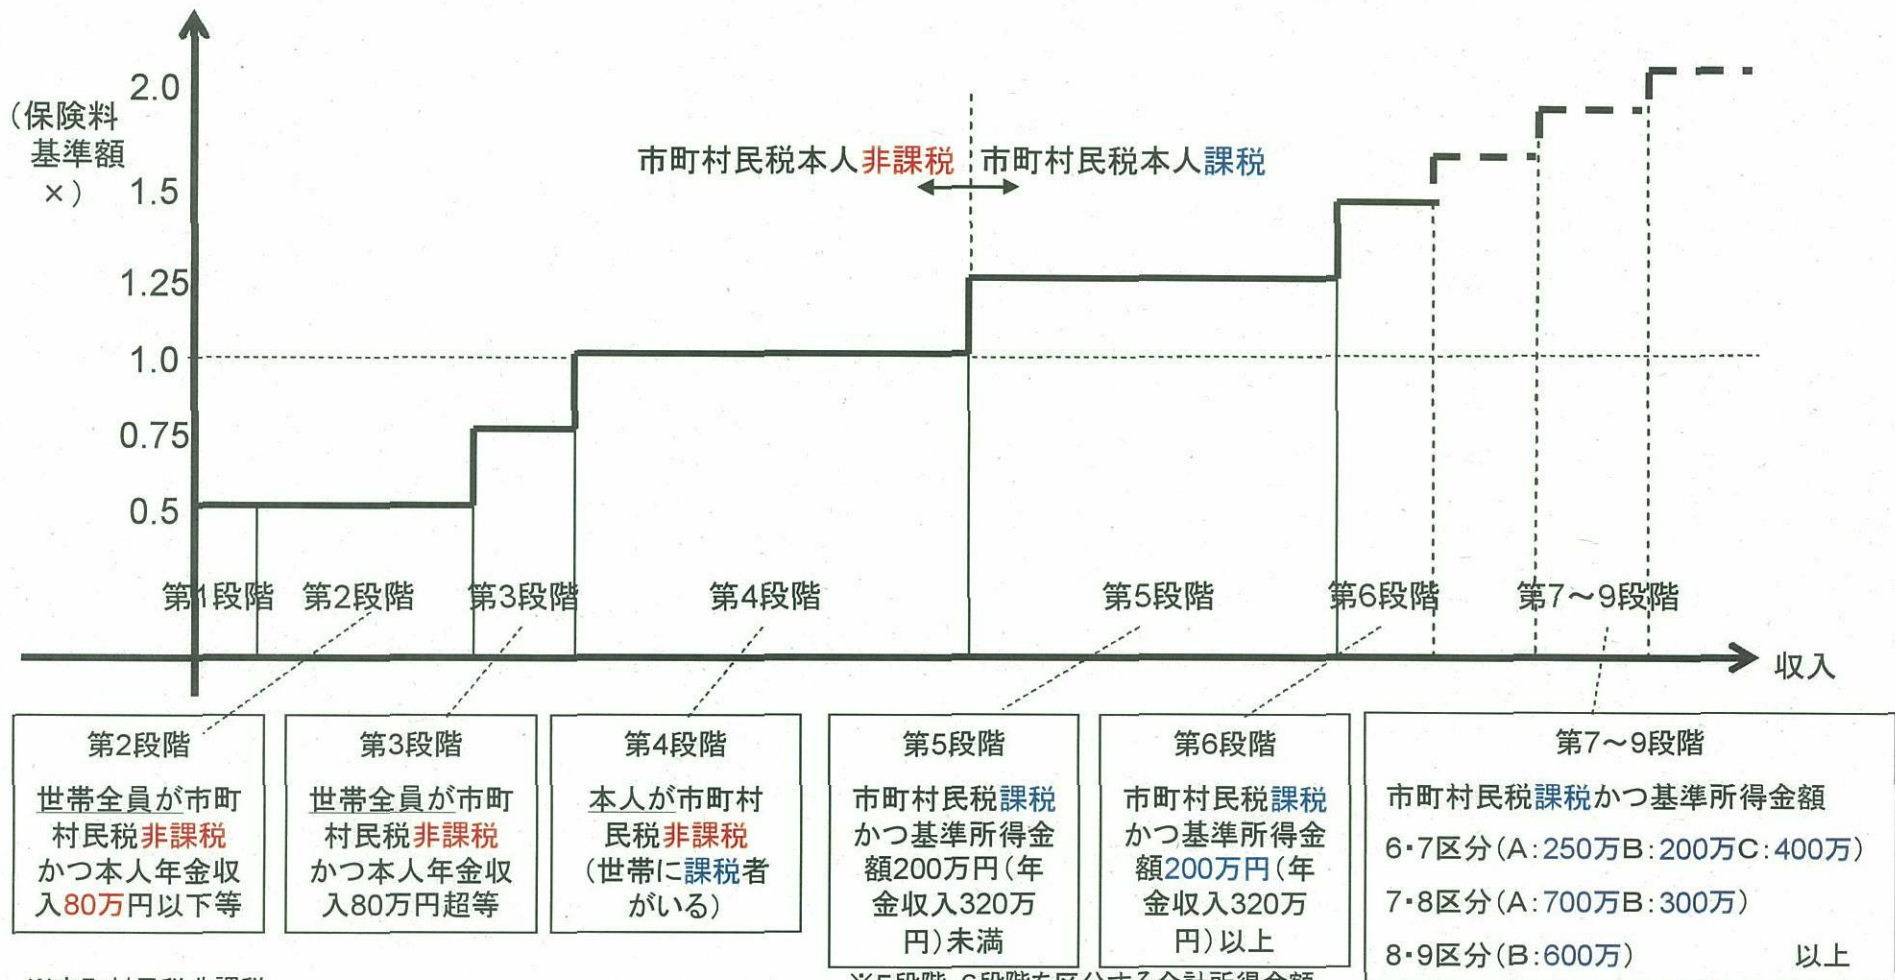 2.0
(保険料
基準額
×)
1.5
1.25
1.0
0.75
0.5
市町村民税本人非課税
市町村民税本人課税
第1段階
第2段階
第3段階
第4段階
第5段階
第6段階
第7～9段階
収入
第2段階
世帯全員が市町
村民税非課税
かつ本人年金収
入80万円以下等
第3段階
世帯全員が市町
村民税非課税
かつ本人年金収
入80万円超等
第4段階
本人が市町村
民税非課税
(世帯に課税者
がいる)
第5段階
市町村民税課税
かつ基準所得金
額200万円(年
金収入320万
円)未満
第6段階
市町村民税課税
かつ基準所得金
額200万円(年
金収入320万
円)以上
第7～9段階
市町村民税課税かつ基準所得金額
6・7区分(A:250万B:200万C:400万)
7・8区分(A:700万B:300万)
8・9区分(B:600万) 以上